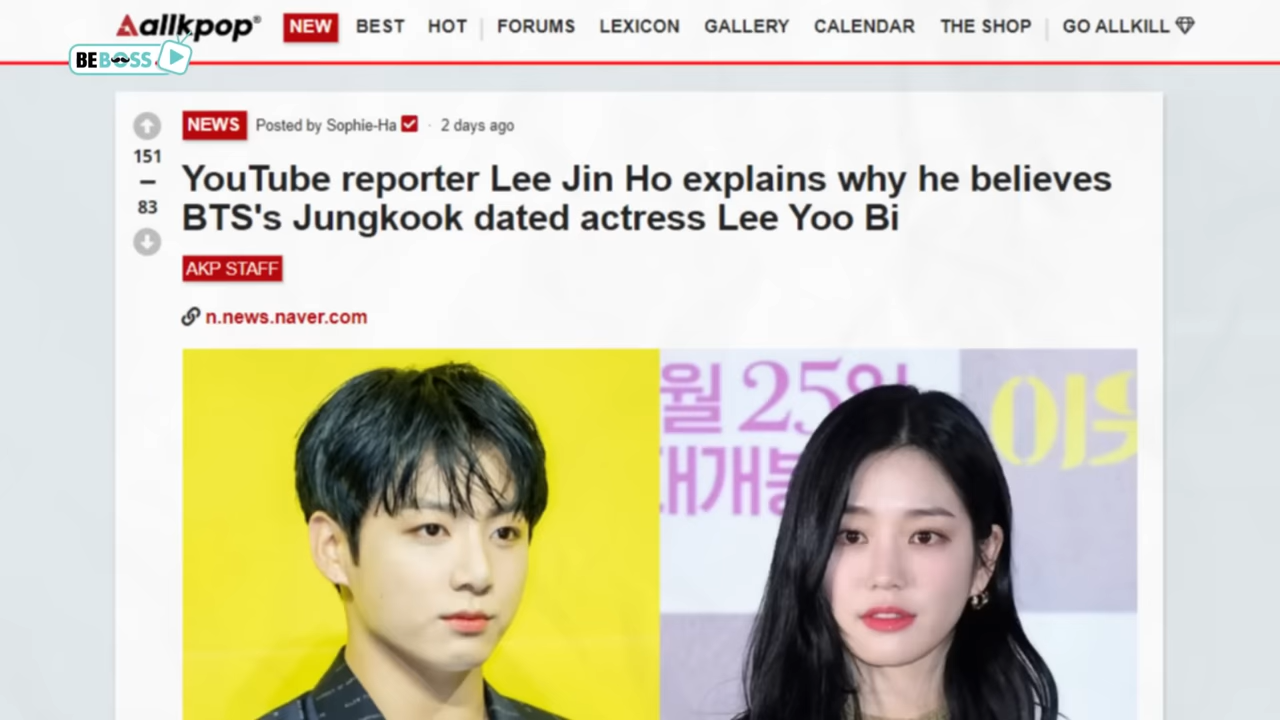 Aallkpop®
NEW
BEST
HOT
FORUMS
LEXICON
GALLERY
CALENDAR
THE SHOP
GO ALLKILL
BEBOSS
NEWS Posted by Sophie-Ha · 2 days ago
151
83
YouTube reporter Lee Jin Ho explains why he believes
BTS's Jungkook dated actress Lee Yoo Bi
AKP STAFF
n.news.naver.com
월 25일
대개봉